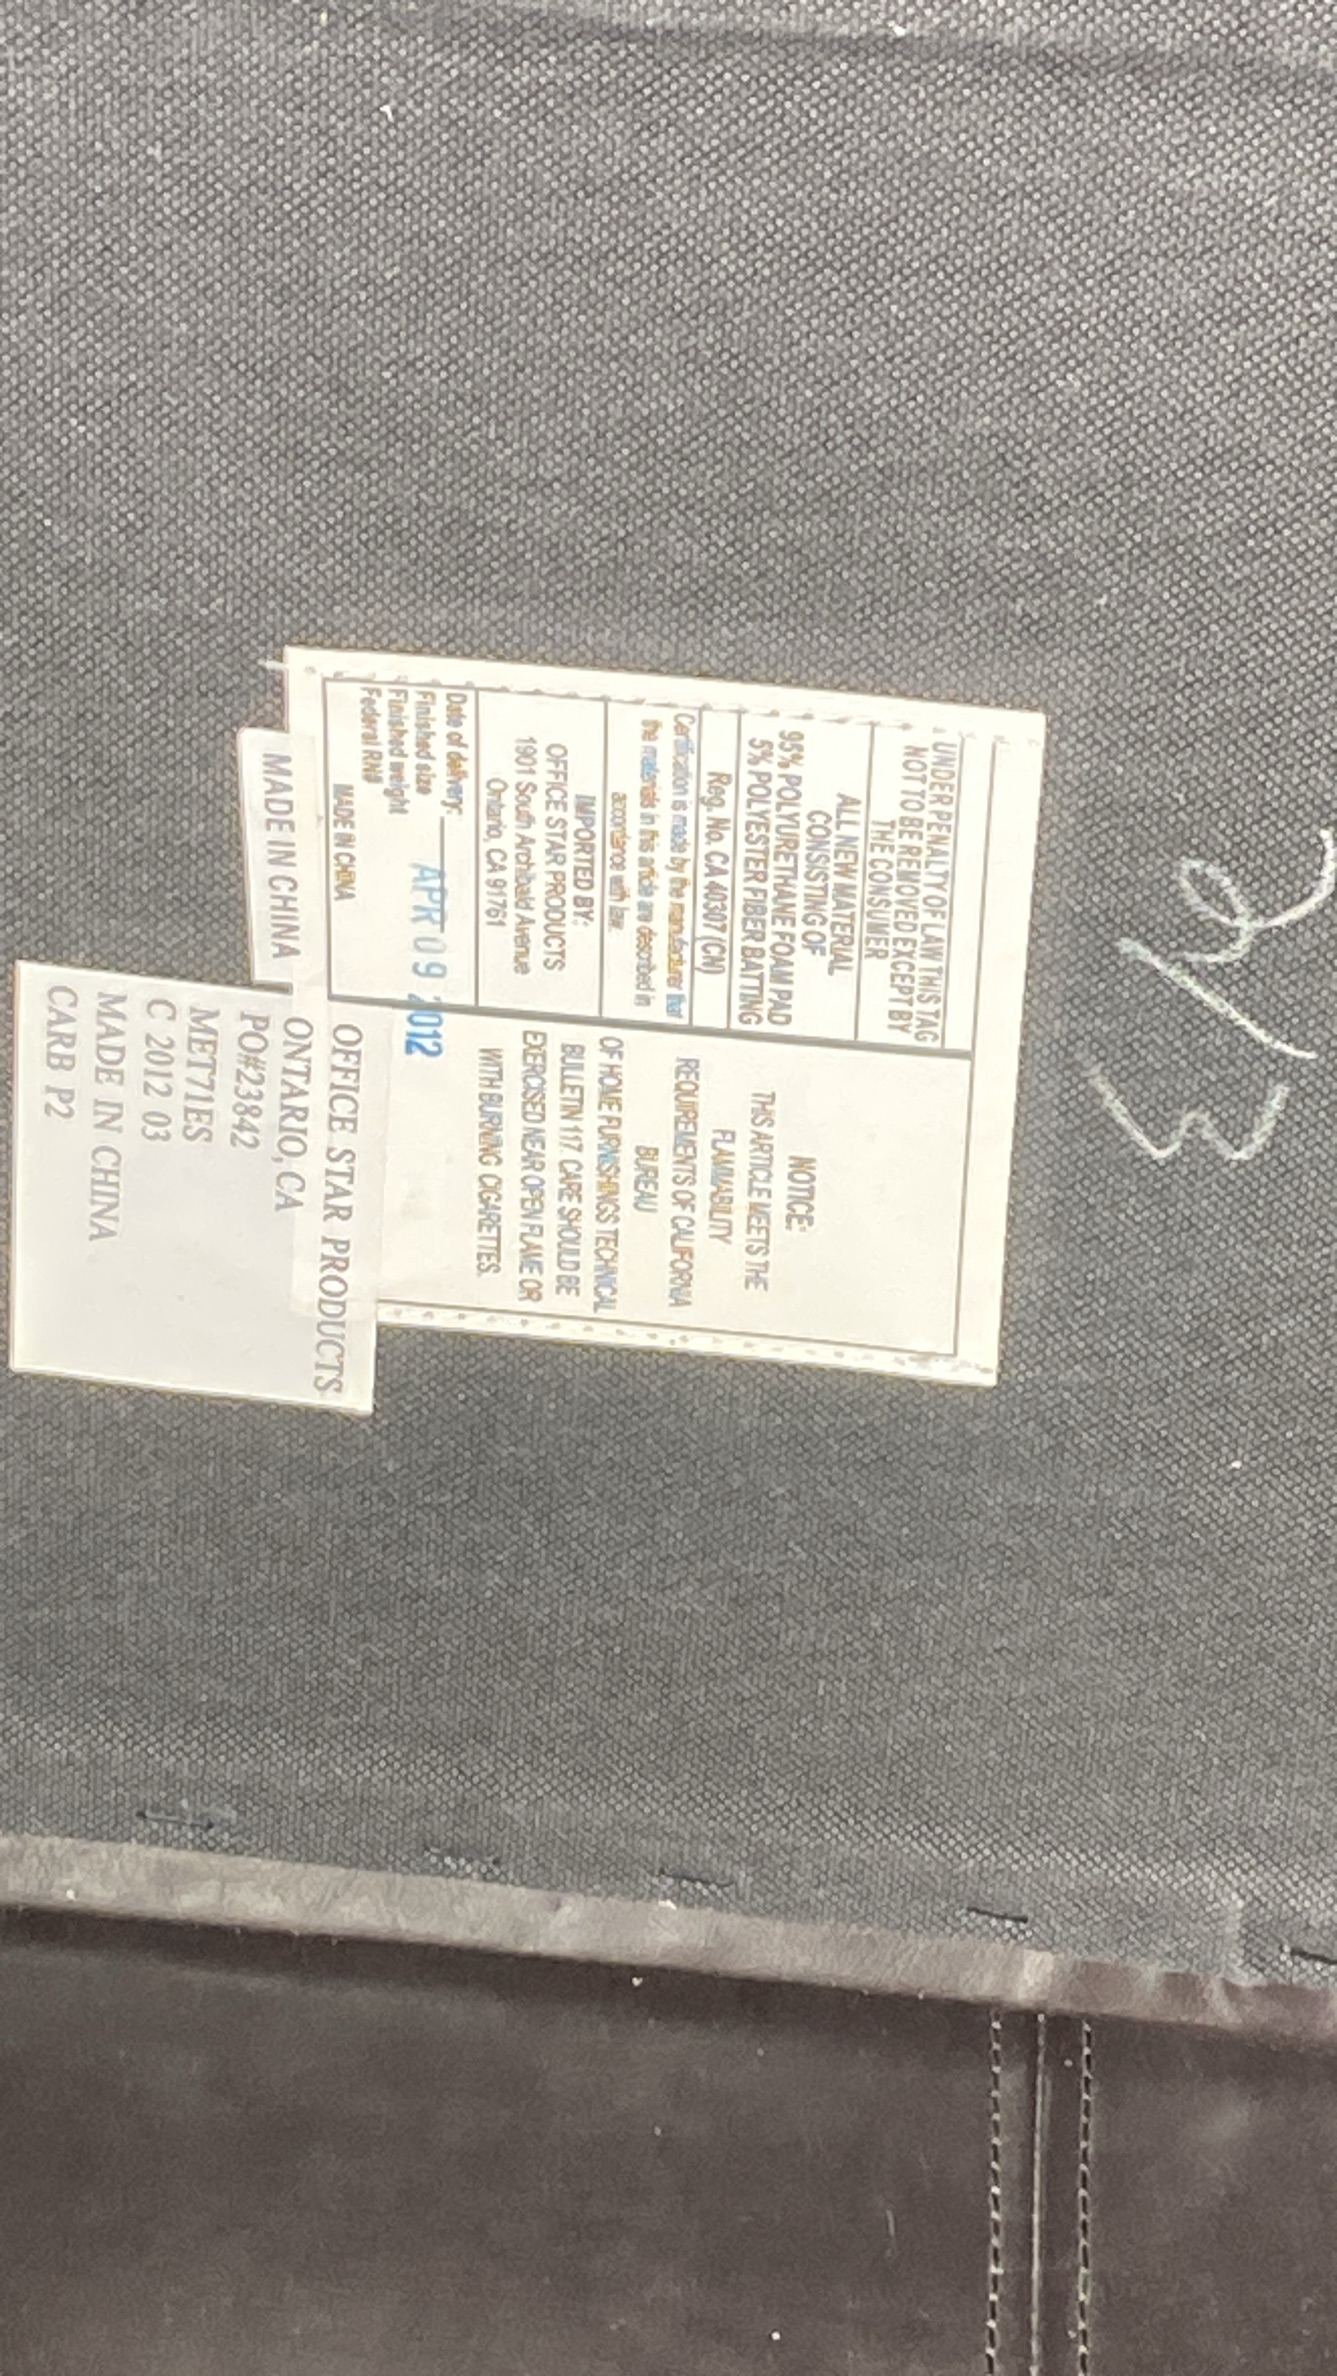 UNDER PENALTY OF LAW THIS TAG
NOT TO BE REMOVED EXCEPT BY
THE CONSUMER
ALL NEW MATERIAL
CONSISTING OF
95% POLYURETHANE FOAM PAD
5% POLYESTER FIBER BATTING
Reg. No. CA 40307 (CN)
Certification is made by the manufacturer that
the materials in this article are described in
accordance with law.
IMPORTED BY:
OFFICE STAR PRODUCTS
1901 South Archibald Avenue
Ontario, CA 91761
Date of delivery:
APR 09 2012
Finished size
Finished weight
Federal RN#
MADE IN CHINA
NOTICE:
THIS ARTICLE MEETS THE
FLAMMABILITY
REQUIREMENTS OF CALIFORNIA
BUREAU
OF HOME FURNISHINGS TECHNICAL
BULLETIN 117. CARE SHOULD BE
EXERCISED NEAR OPEN FLAME OR
WITH BURNING CIGARETTES.
MADE IN CHINA
OFFICE STAR PRODUCTS
ONTARIO, CA
PO#23842
MET71ES
C 2012 03
MADE IN CHINA
CARB P2